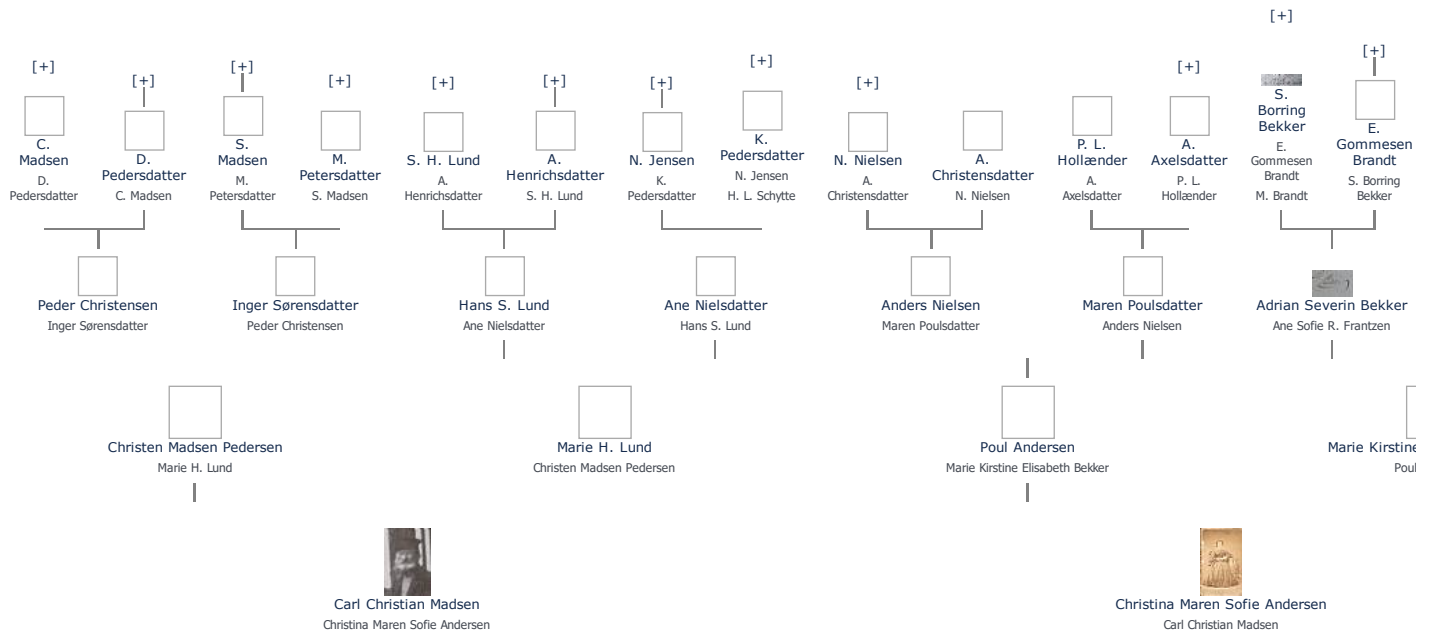 [+]
[+]
[+]
[+]
[+]
[+]
[+]
[+]
[+]
[+]
[+]
[+]
C.
Madsen
D.
Pedersdatter
D.
Pedersdatter
C. Madsen
S.
Madsen
M.
Petersdatter
M.
Petersdatter
S. Madsen
S. H. Lund
A.
Henrichsdatter
A.
Henrichsdatter
S. H. Lund
N. Jensen
K.
Pedersdatter
K.
Pedersdatter
N. Jensen
H. L. Schytte
N. Nielsen
A.
Christensdatter
A.
Christensdatter
N. Nielsen
P. L.
Hollænder
A.
Axelsdatter
A.
Axelsdatter
P. L.
Hollænder
S.
Borring
Bekker
E.
Gommesen
Brandt
M. Brandt
E.
Gommesen
Brandt
S. Borring
Bekker
Peder Christensen
Inger Sørensdatter
Inger Sørensdatter
Peder Christensen
Hans S. Lund
Ane Nielsdatter
Ane Nielsdatter
Hans S. Lund
Anders Nielsen
Maren Poulsdatter
Maren Poulsdatter
Anders Nielsen
Adrian Severin Bekker
Ane Sofie R. Frantzen
Christen Madsen Pedersen
Marie H. Lund
Marie H. Lund
Christen Madsen Pedersen
Poul Andersen
Marie Kirstine Elisabeth Bekker
Marie Kirstine
Poul
Carl Christian Madsen
Christina Maren Sofie Andersen
Christina Maren Sofie Andersen
Carl Christian Madsen